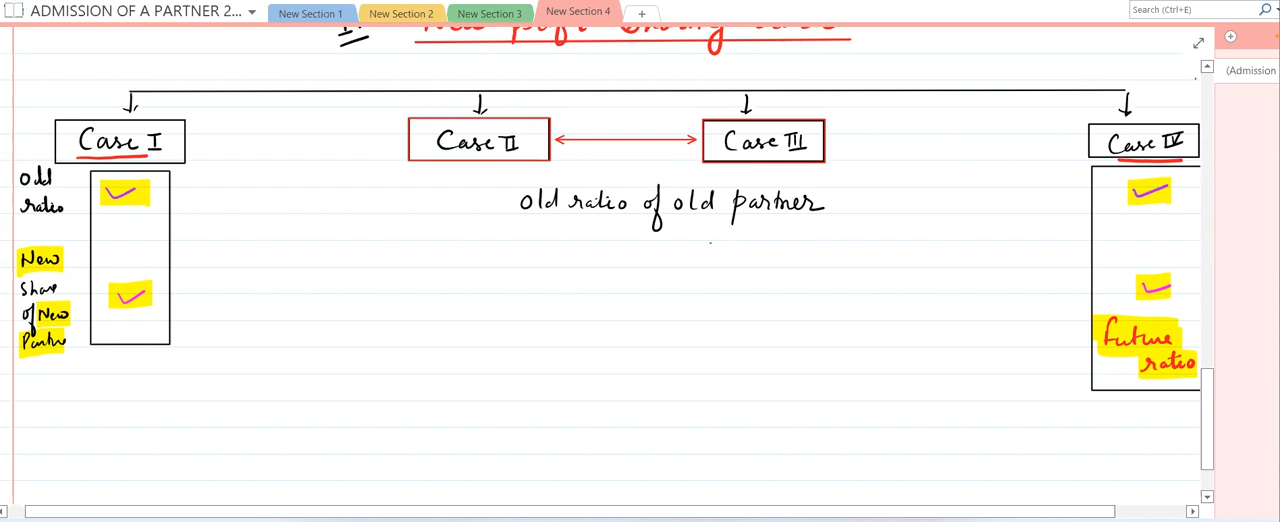 ADMISSION OF A PARTNER 2...
New Section 1
New Section 2
New Section 3
New Section 4
+
Search (Ctrl+E)
(Admission
Case I
Case II
Case III
Case IV
Old
ratio
old ratio of old partner
New
Share
of New
Partne
future
ratio